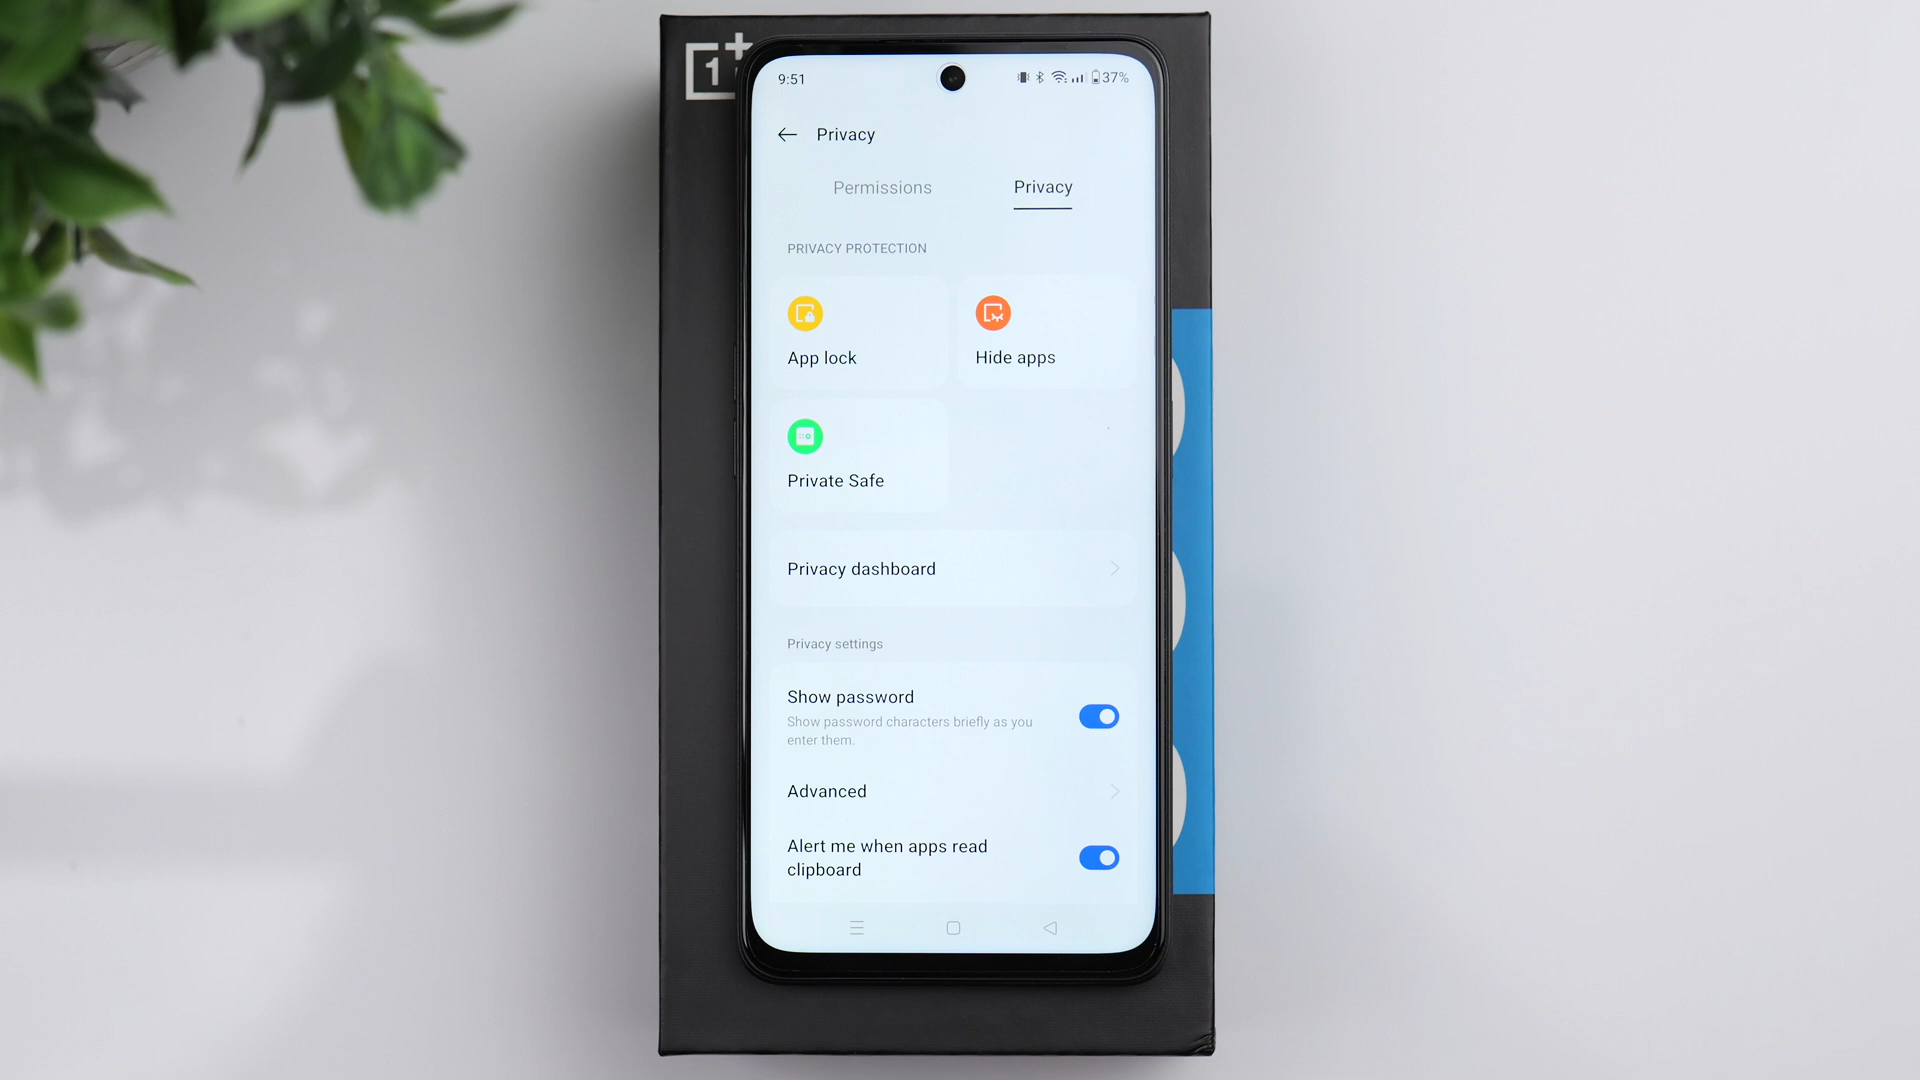 1+
9:51
37%
Privacy
Permissions
Privacy
PRIVACY PROTECTION
App lock
Hide apps
Private Safe
Privacy dashboard
Privacy settings
Show password
Show password characters briefly as you
enter them.
Advanced
Alert me when apps read
clipboard